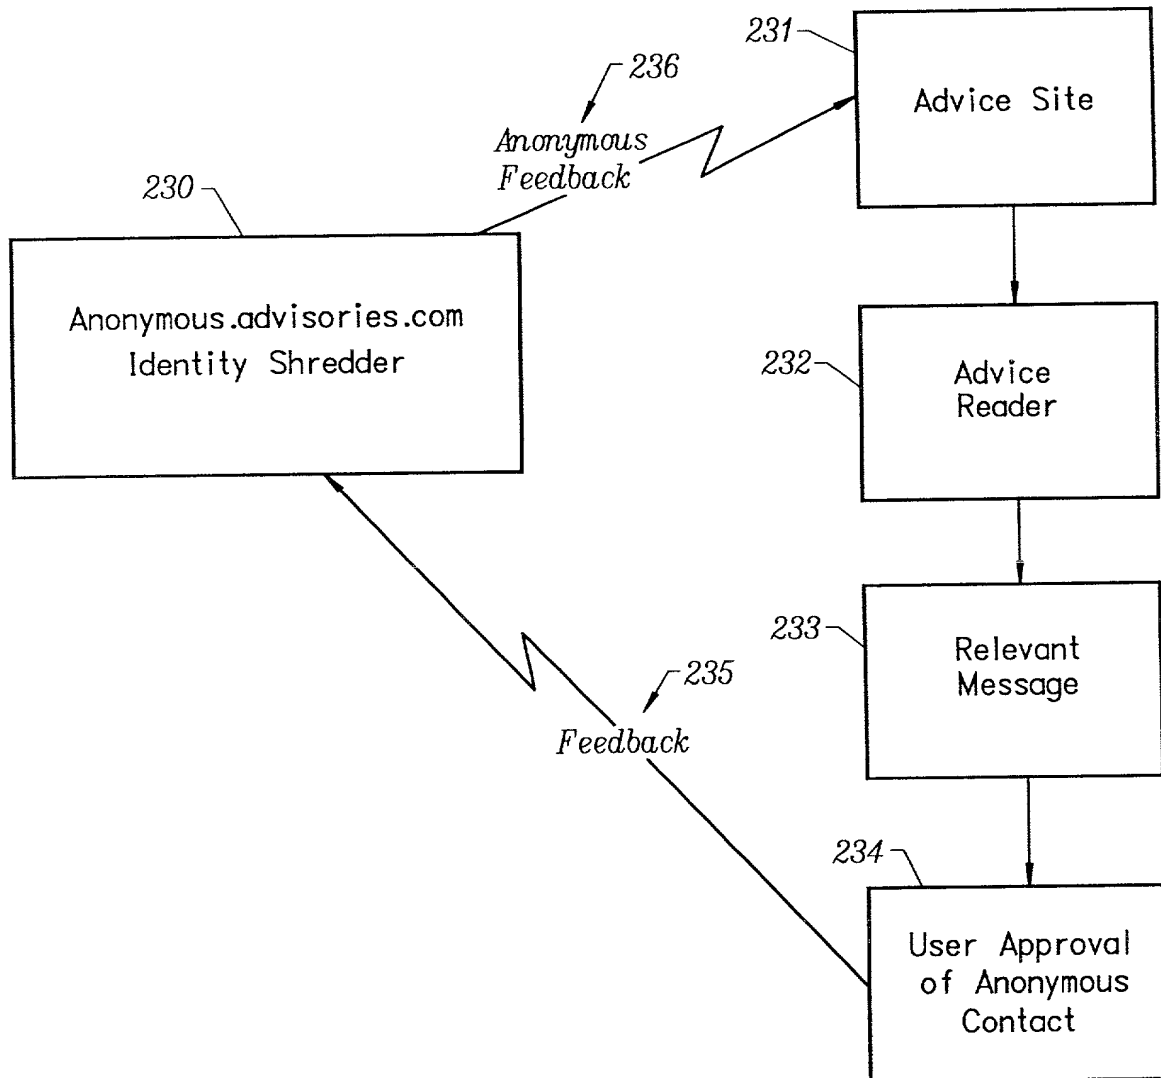 231
Advice Site
236
Anonymous
Feedback
230
Anonymous.advisories.com
Identity Shredder
232
Advice
Reader
233
Relevant
Message
235
Feedback
234
User Approval
of Anonymous
Contact